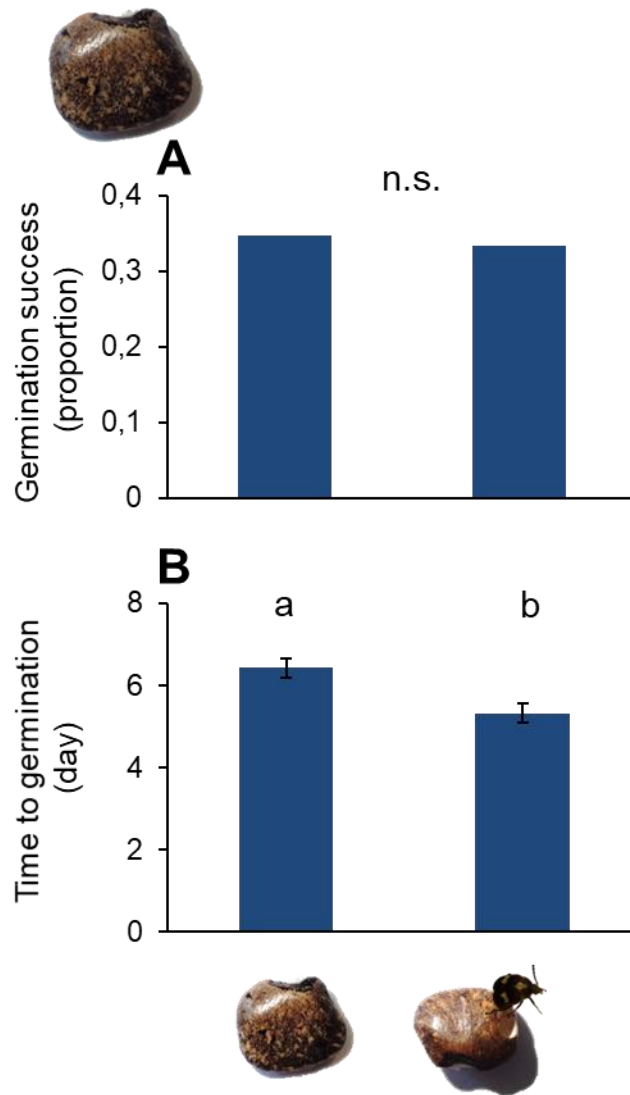 A
n.s.
Germination success
(proportion)
0,4
0,3
0,2
0,1
0
B
a
b
Time to germination
(day)
8
6
4
2
0